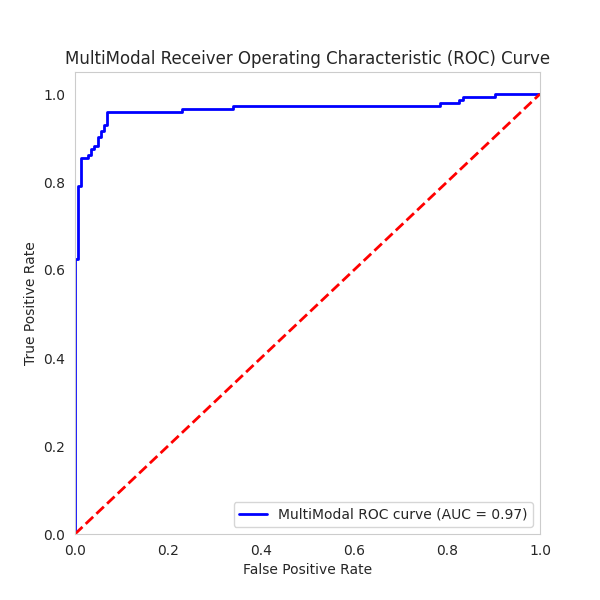 MultiModal Receiver Operating Characteristic (ROC) Curve
True Positive Rate
1.0
0.8
0.6
0.4
0.2
0.0
MultiModal ROC curve (AUC = 0.97)
0.0 0.2 0.4 0.6 0.8 1.0
False Positive Rate